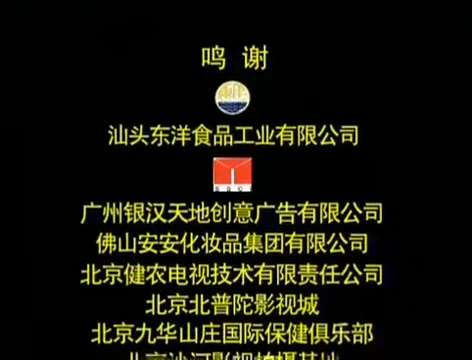 鸣 谢
汕头东洋食品工业有限公司
广州银汉天地创意广告有限公司
佛山安安化妆品集团有限公司
北京健农电视技术有限责任公司
北京北普陀影视城
北京九华山庄国际保健俱乐部